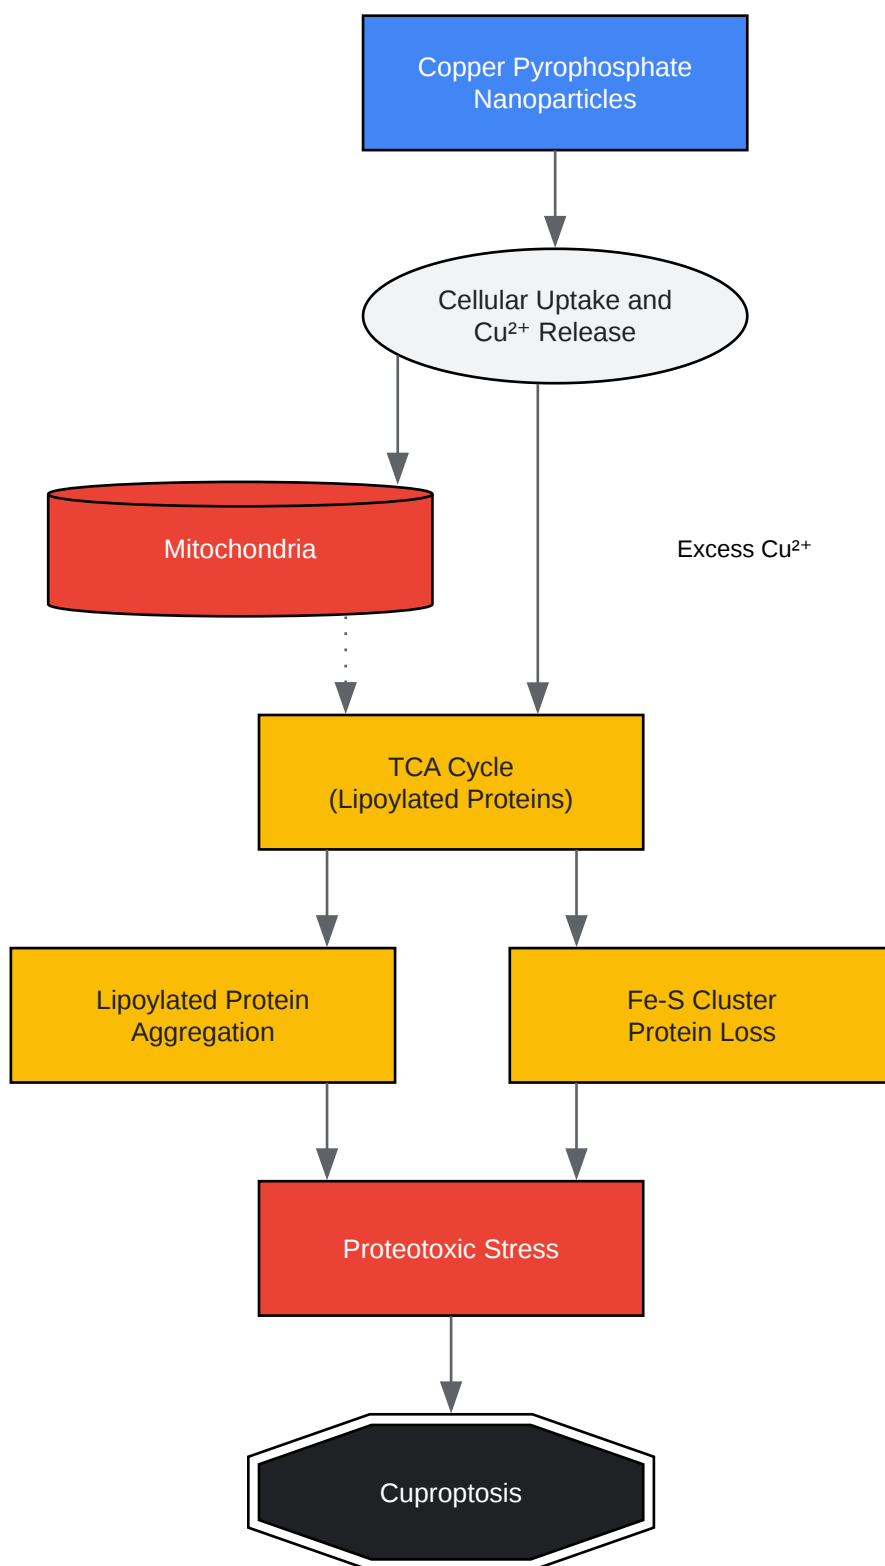 Copper Pyrophosphate
Nanoparticles
Cellular Uptake and
Cu²⁺ Release
Mitochondria
Excess Cu²⁺
TCA Cycle
(Lipoylated Proteins)
Lipoylated Protein
Aggregation
Fe-S Cluster
Protein Loss
Proteotoxic Stress
Cuproptosis